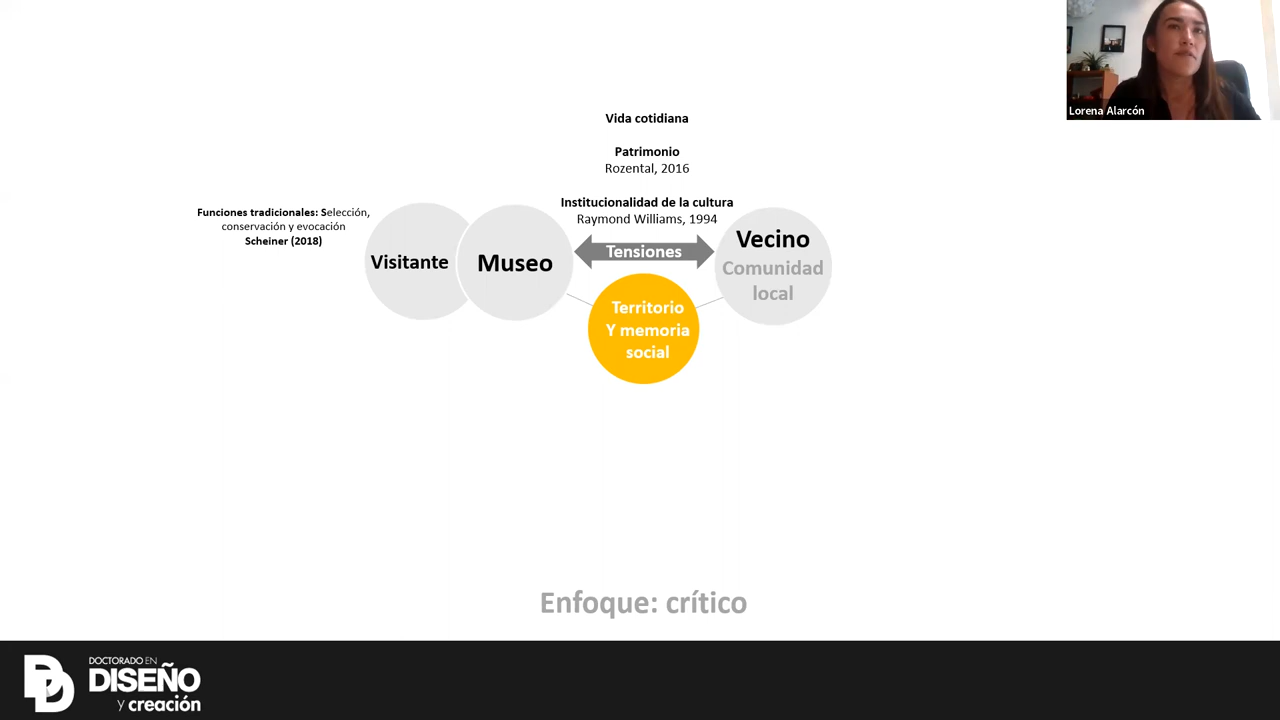 Lorena Alarcón
Vida cotidiana
Patrimonio
Rozental, 2016
Institucionalidad de la cultura
Raymond Williams, 1994
Funciones tradicionales: Selección,
conservación y evocación
Scheiner (2018)
Visitante
Museo
Tensiones
Vecino
Comunidad
local
Territorio
Y memoria
social
Enfoque: crítico
DOCTORADO EN
DISEÑO
y creación